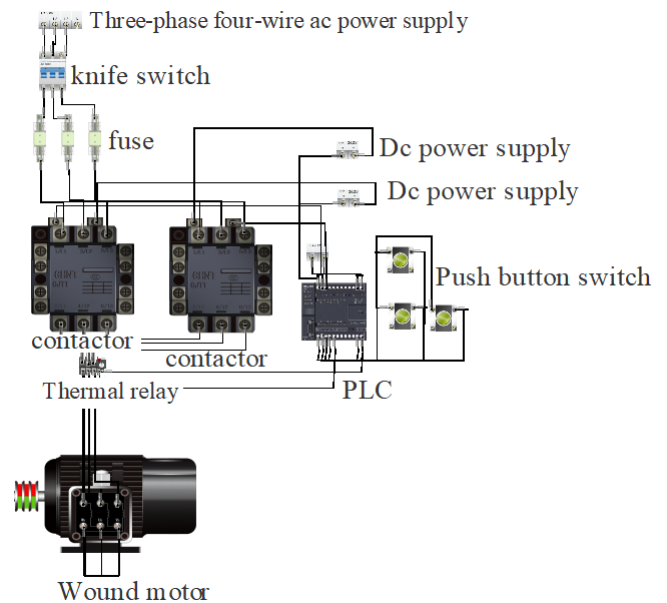 Three-phase four-wire ac power supply
knife switch
fuse
Dc power supply
Dc power supply
Push button switch
contactor
contactor
Thermal relay
PLC
Wound motor